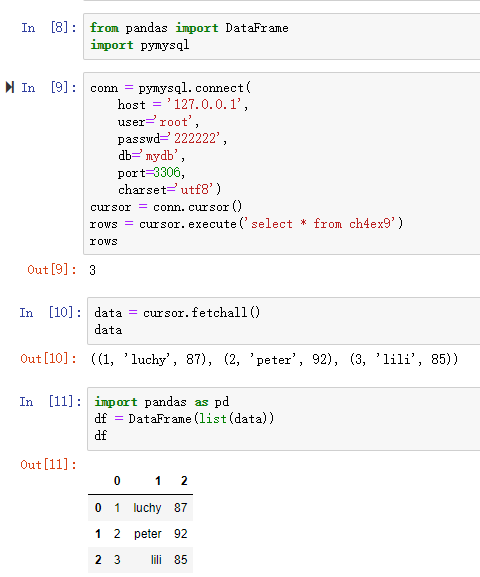 In [8]: from pandas import DataFrame
import pymysql
In [9]: conn = pymysql.connect(
host = '127.0.0.1',
user='root',
passwd='222222',
db='mydb',
port=3306,
charset='utf8')
cursor = conn.cursor()
rows = cursor.execute('select * from ch4ex9')
rows
Out[9]: 3
In [10]: data = cursor.fetchall()
data
Out[10]: ((1, 'luchy', 87), (2, 'peter', 92), (3, 'lili', 85))
In [11]: import pandas as pd
df = DataFrame(list(data))
df
Out[11]:
0 1 2
0 1 luchy 87
1 2 peter 92
2 3 lili 85